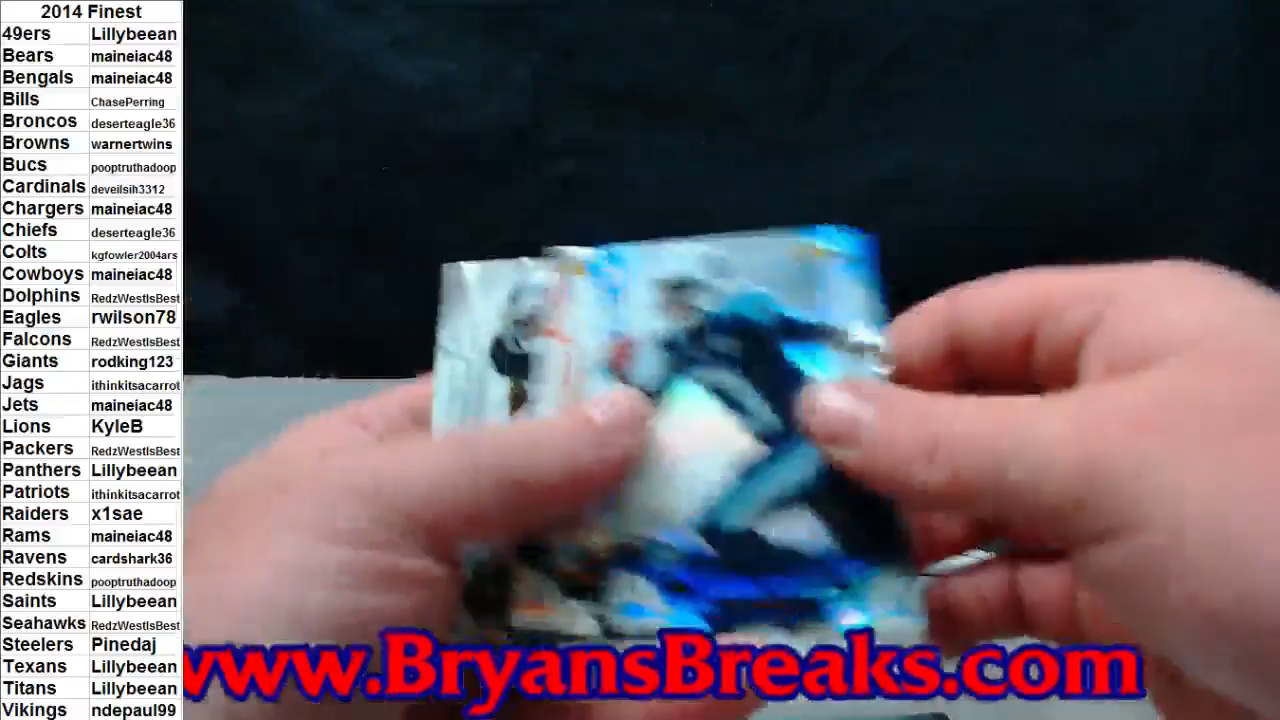 2014 Finest
49ers Lillybeean
Bears maineiac48
Bengals maineiac48
Bills ChasePerring
Broncos deserteagle36
Browns warnertwins
Bucs pooptruthadoop
Cardinals deveilsih3312
Chargers maineiac48
Chiefs deserteagle36
Colts kgfowler2004ars
Cowboys maineiac48
Dolphins RedzWestIsBest
Eagles rwilson78
Falcons RedzWestIsBest
Giants rodking123
Jags ithinkitsacarrot
Jets maineiac48
Lions KyleB
Packers RedzWestIsBest
Panthers Lillybeean
Patriots ithinkitsacarrot
Raiders x1sae
Rams maineiac48
Ravens cardshark36
Redskins pooptruthadoop
Saints Lillybeean
Seahawks RedzWestIsBest
Steelers Pinedaj
Texans Lillybeean
Titans Lillybeean
Vikings ndepaul99
www.BryansBreaks.com